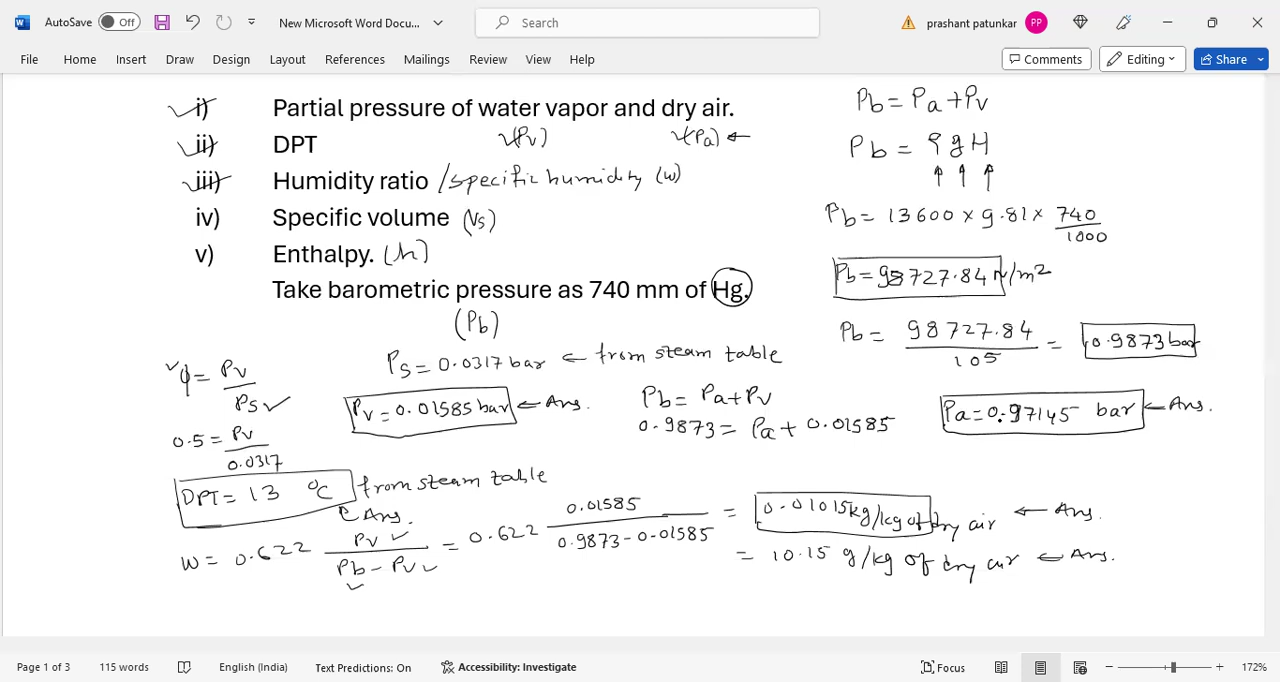 AutoSave Off New Microsoft Word Docu... Search prashant patunkar PP
File Home Insert Draw Design Layout References Mailings Review View Help Comments Editing Share
i) Partial pressure of water vapor and dry air.
(Pv) (Pa) ←
ii) DPT
iii) Humidity ratio /specific humidity (w)
iv) Specific volume (Vs)
v) Enthalpy. (h)
Take barometric pressure as 740 mm of Hg.
(Pb)
Pb = Pa + Pv
Pb = ρgH
Pb = 13600 × 9.81 × 740/1000
Pb = 98727.84 N/m²
Pb = 98727.84/10⁵ = 0.9873 bar
ϕ = Pv/Ps
Ps = 0.0317 bar ← from steam table
0.5 = Pv/0.0317
Pv = 0.01585 bar ← Ans.
Pb = Pa + Pv
0.9873 = Pa + 0.01585
Pa = 0.97145 bar ← Ans.
DPT = 13 °C from steam table
← Ans.
w = 0.622 Pv/(Pb - Pv) = 0.622 0.01585/(0.9873 - 0.01585) = 0.01015 kg/kg of dry air ← Ans.
= 10.15 g/kg of dry air ← Ans.
Page 1 of 3 115 words English (India) Text Predictions: On Accessibility: Investigate Focus − + 172%